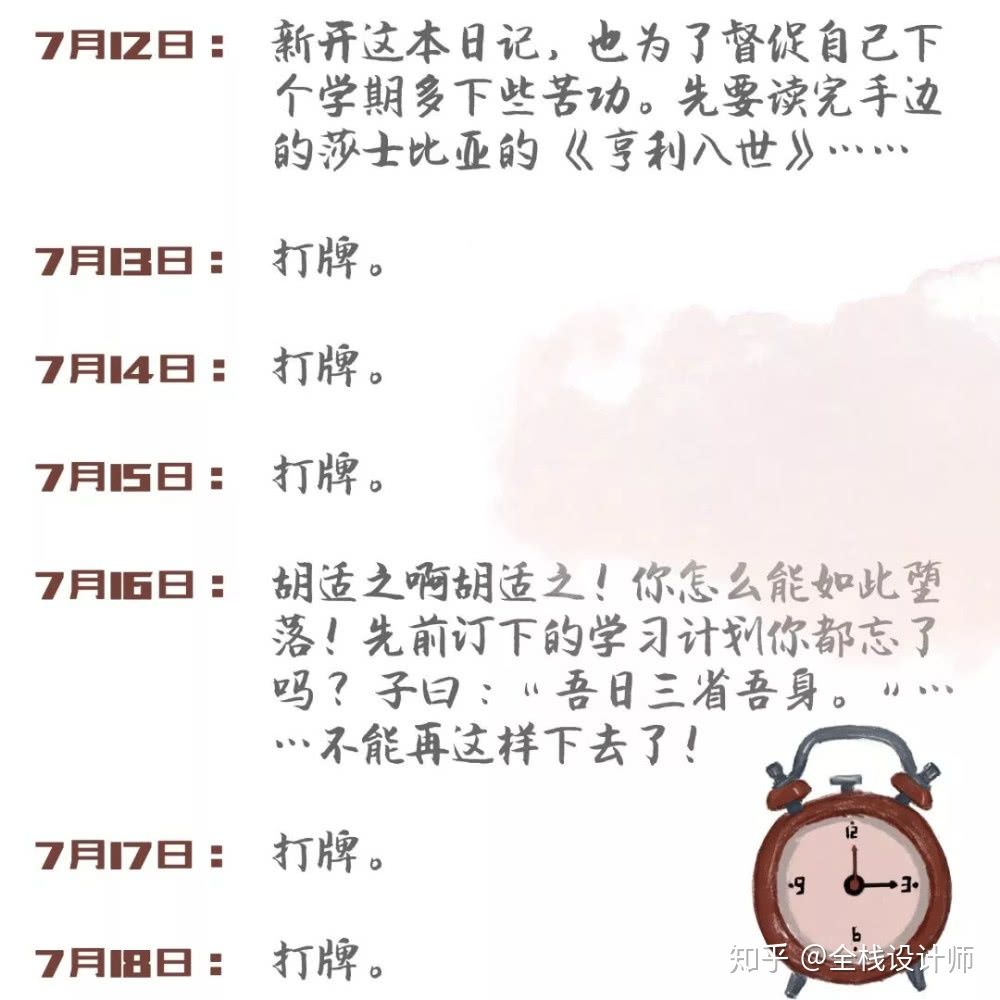 7月12日： 新开这本日记，也为了督促自己下
个学期多下些苦功。先要读完手边
的莎士比亚的《亨利八世》……
7月13日： 打牌。
7月14日： 打牌。
7月15日： 打牌。
7月16日： 胡适之啊胡适之！你怎么能如此堕
落！先前订下的学习计划你都忘了
吗？子曰：“吾日三省吾身。”…
…不能再这样下去了！
7月17日： 打牌。
7月18日： 打牌。
12
9
3
6
知乎 @全栈设计师